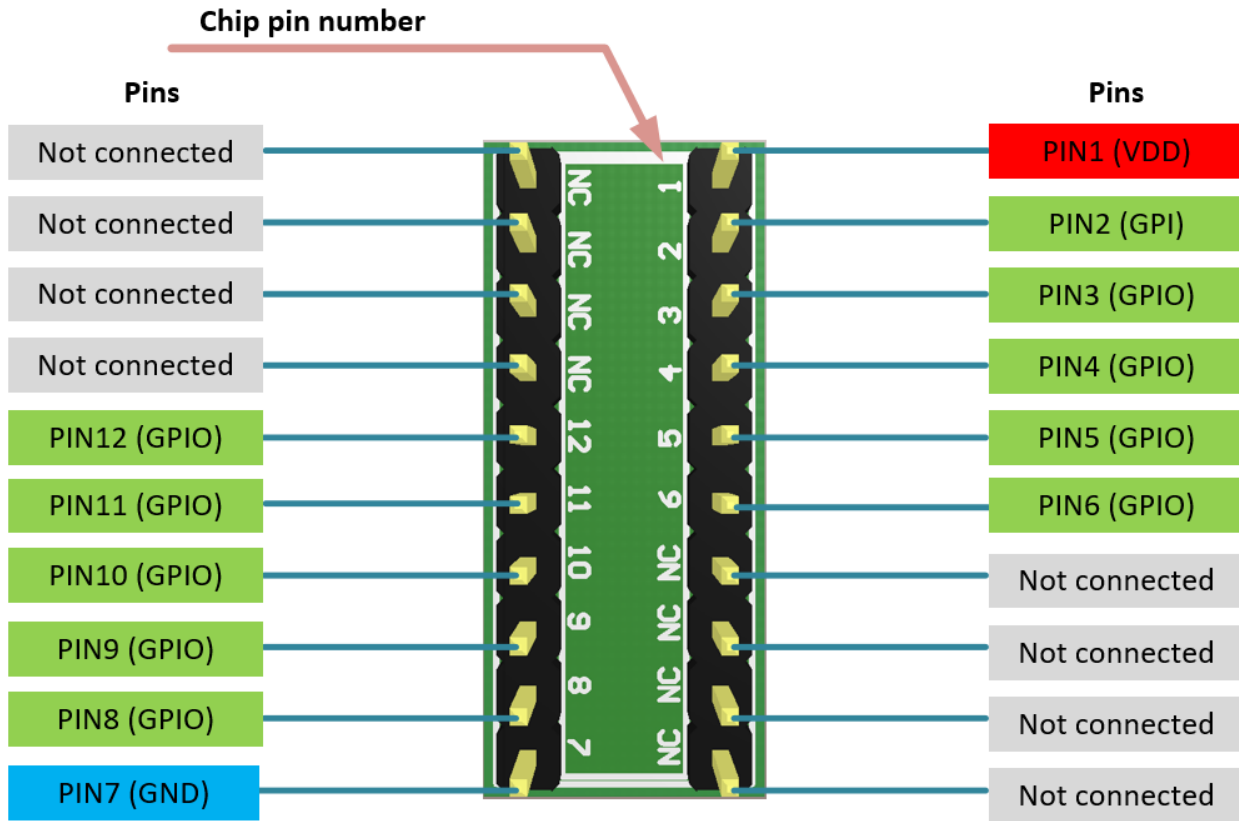 Chip pin number
Pins
Pins
Not connected
Not connected
Not connected
Not connected
PIN12 (GPIO)
PIN11 (GPIO)
PIN10 (GPIO)
PIN9 (GPIO)
PIN8 (GPIO)
PIN7 (GND)
NC
NC
NC
NC
12
11
10
9
8
7
1
2
3
4
5
6
NC
NC
NC
NC
PIN1 (VDD)
PIN2 (GPI)
PIN3 (GPIO)
PIN4 (GPIO)
PIN5 (GPIO)
PIN6 (GPIO)
Not connected
Not connected
Not connected
Not connected